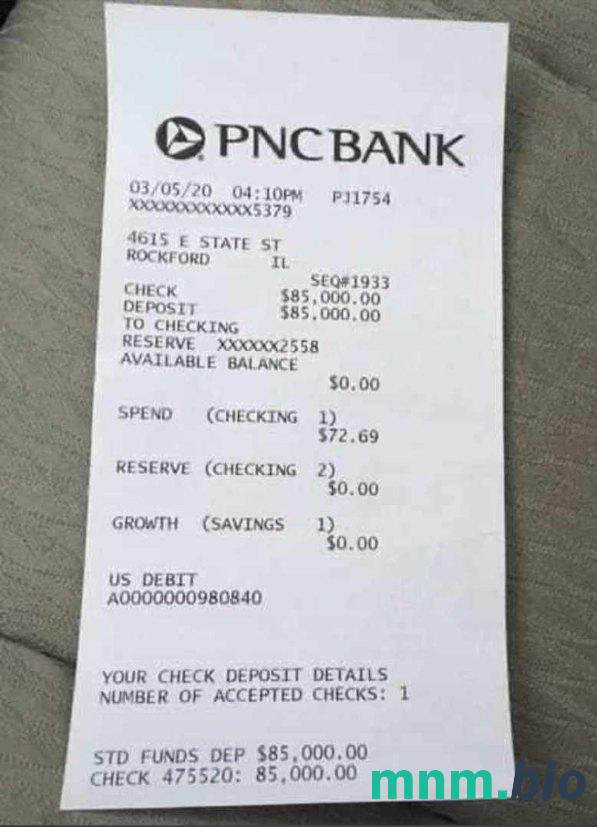 PNC BANK
03/05/20 04:10PM PJ1754
XXXXXXXXXXXX5379
4615 E STATE ST
ROCKFORD IL
SEQ#1933
CHECK $85,000.00
DEPOSIT $85,000.00
TO CHECKING
RESERVE XXXXXX2558
AVAILABLE BALANCE
$0.00
SPEND (CHECKING 1)
$72.69
RESERVE (CHECKING 2)
$0.00
GROWTH (SAVINGS 1)
$0.00
US DEBIT
A0000000980840
YOUR CHECK DEPOSIT DETAILS
NUMBER OF ACCEPTED CHECKS: 1
STD FUNDS DEP $85,000.00
CHECK 475520: 85,000.00
mnm.bio